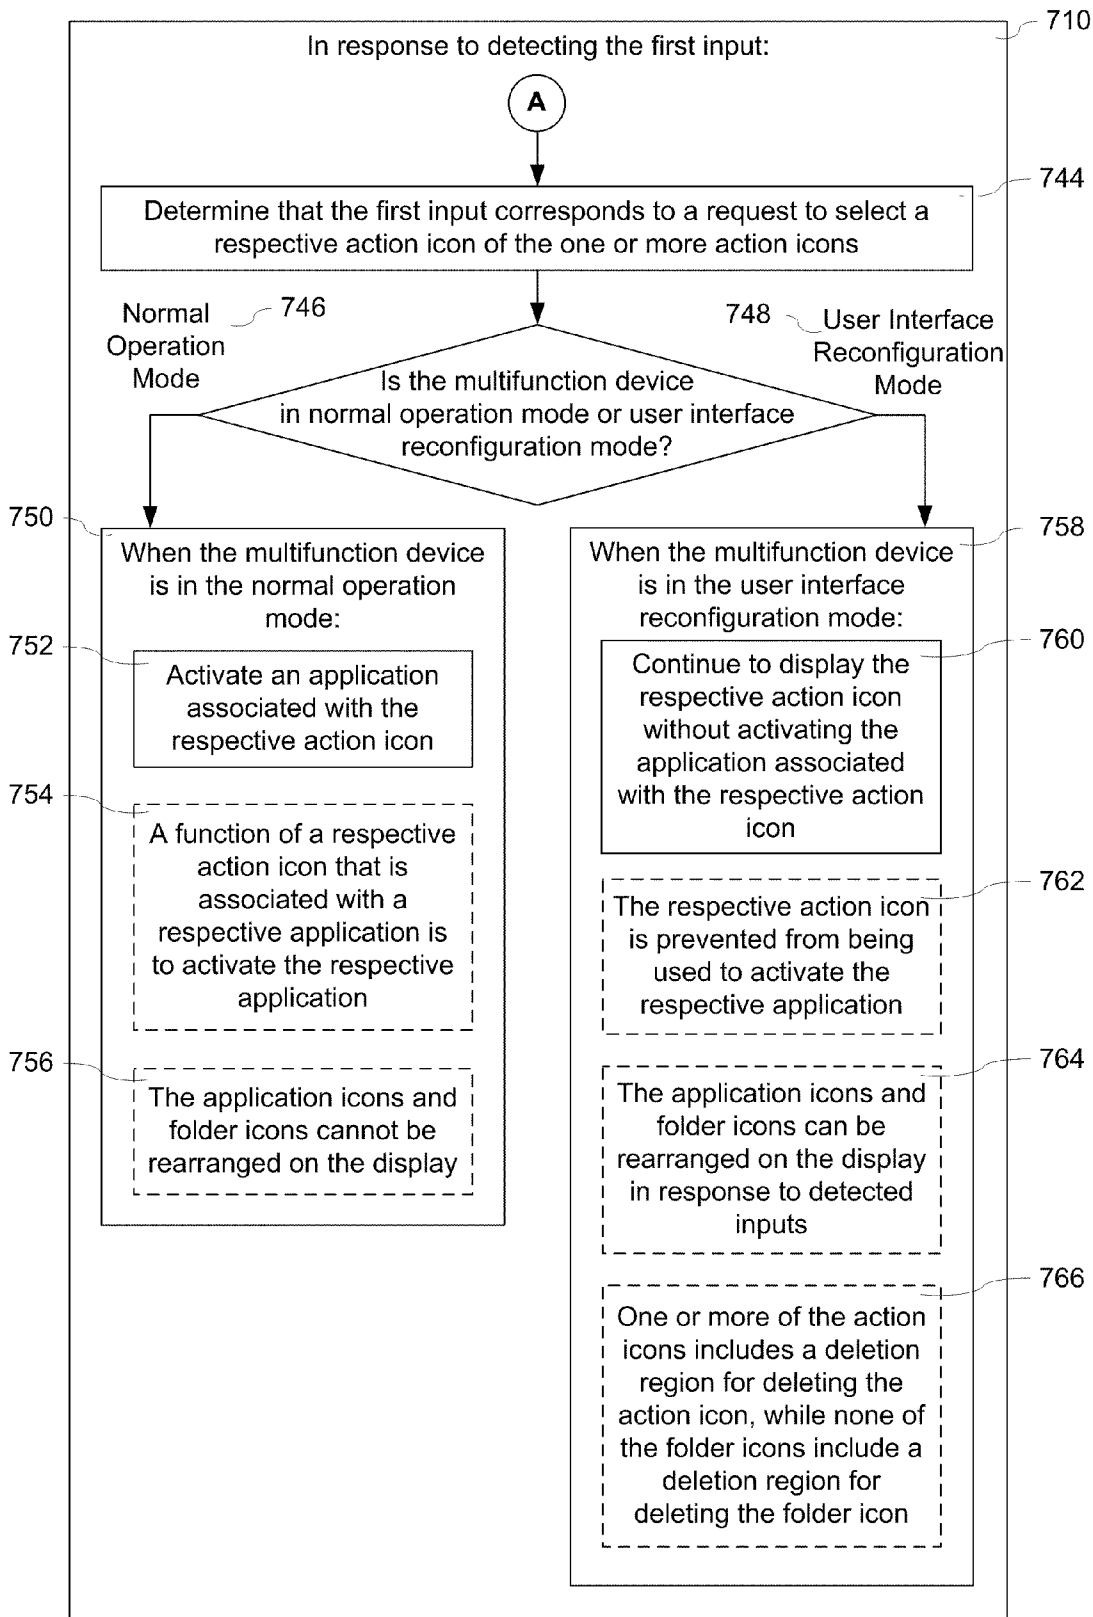 710
In response to detecting the first input:
A
744
Determine that the first input corresponds to a request to select a
respective action icon of the one or more action icons
Normal
Operation
Mode
746
748
User Interface
Reconfiguration
Mode
Is the multifunction device
in normal operation mode or user interface
reconfiguration mode?
750
When the multifunction device
is in the normal operation
mode:
752
Activate an application
associated with the
respective action icon
754
A function of a respective
action icon that is
associated with a
respective application is
to activate the respective
application
756
The application icons and
folder icons cannot be
rearranged on the display
758
When the multifunction device
is in the user interface
reconfiguration mode:
760
Continue to display the
respective action icon
without activating the
application associated
with the respective action
icon
762
The respective action icon
is prevented from being
used to activate the
respective application
764
The application icons and
folder icons can be
rearranged on the display
in response to detected
inputs
766
One or more of the action
icons includes a deletion
region for deleting the
action icon, while none of
the folder icons include a
deletion region for
deleting the folder icon